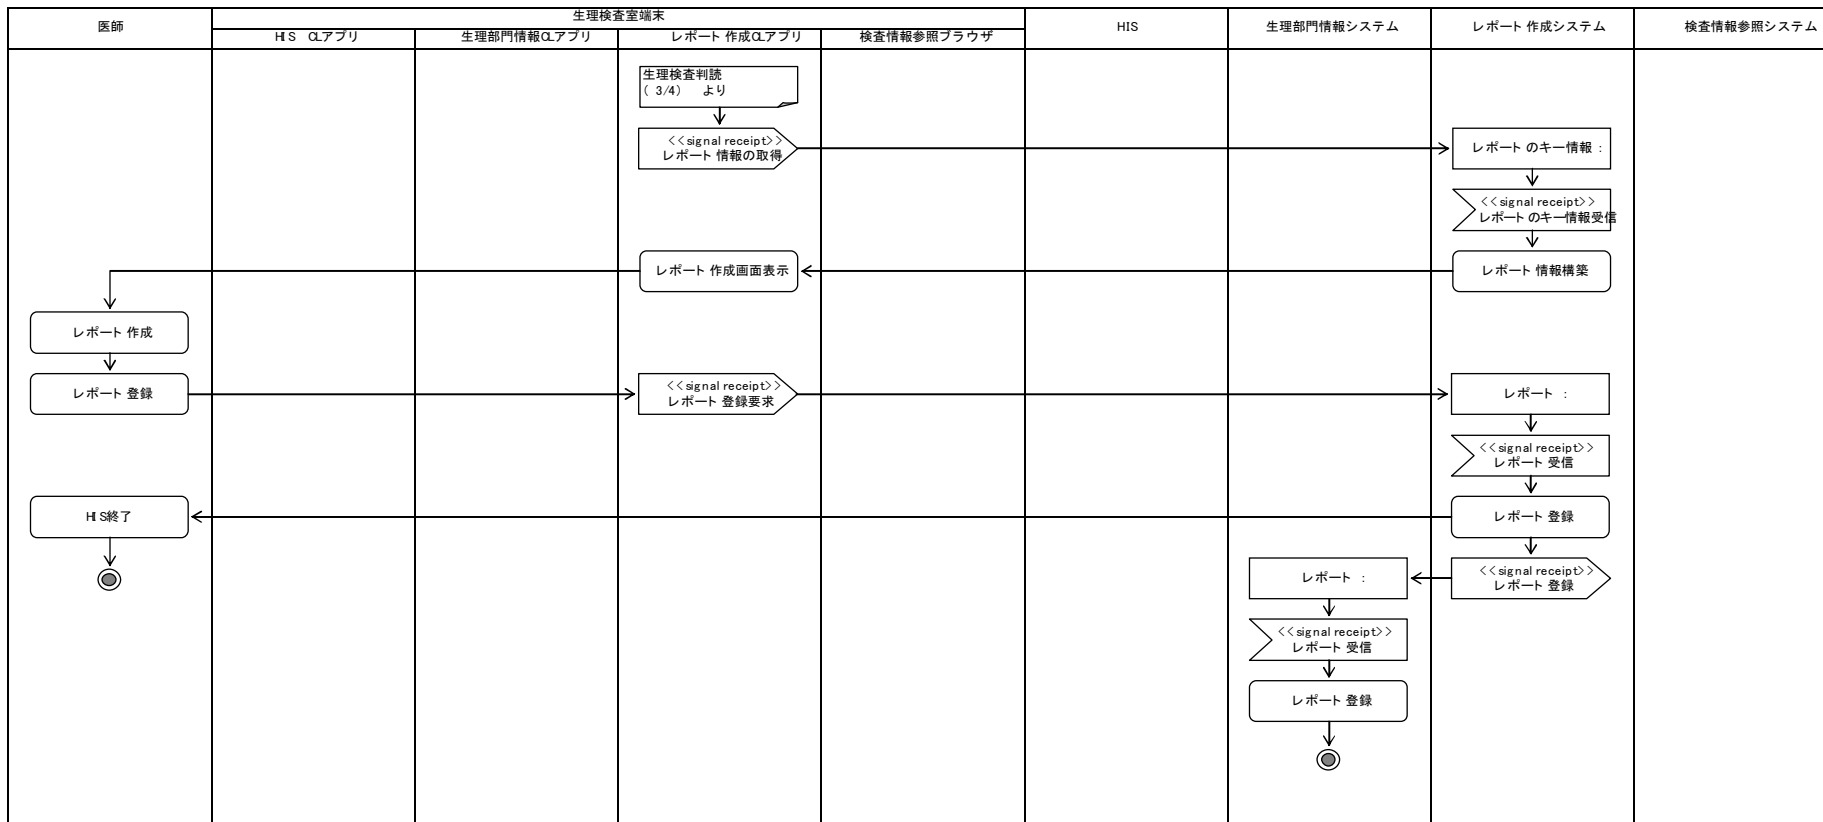 医師
生理検査室端末
HIS CLアプリ
生理部門情報CLアプリ
レポート作成CLアプリ
検査情報参照ブラウザ
HIS
生理部門情報システム
レポート作成システム
検査情報参照システム
生理検査判読
(3/4) より
<<signal receipt>>
レポート情報の取得
レポートのキー情報:
<<signal receipt>>
レポートのキー情報受信
レポート作成画面表示
レポート情報構築
レポート作成
レポート登録
<<signal receipt>>
レポート登録要求
レポート :
<<signal receipt>>
レポート受信
HIS終了
レポート登録
レポート :
<<signal receipt>>
レポート登録
<<signal receipt>>
レポート受信
レポート登録